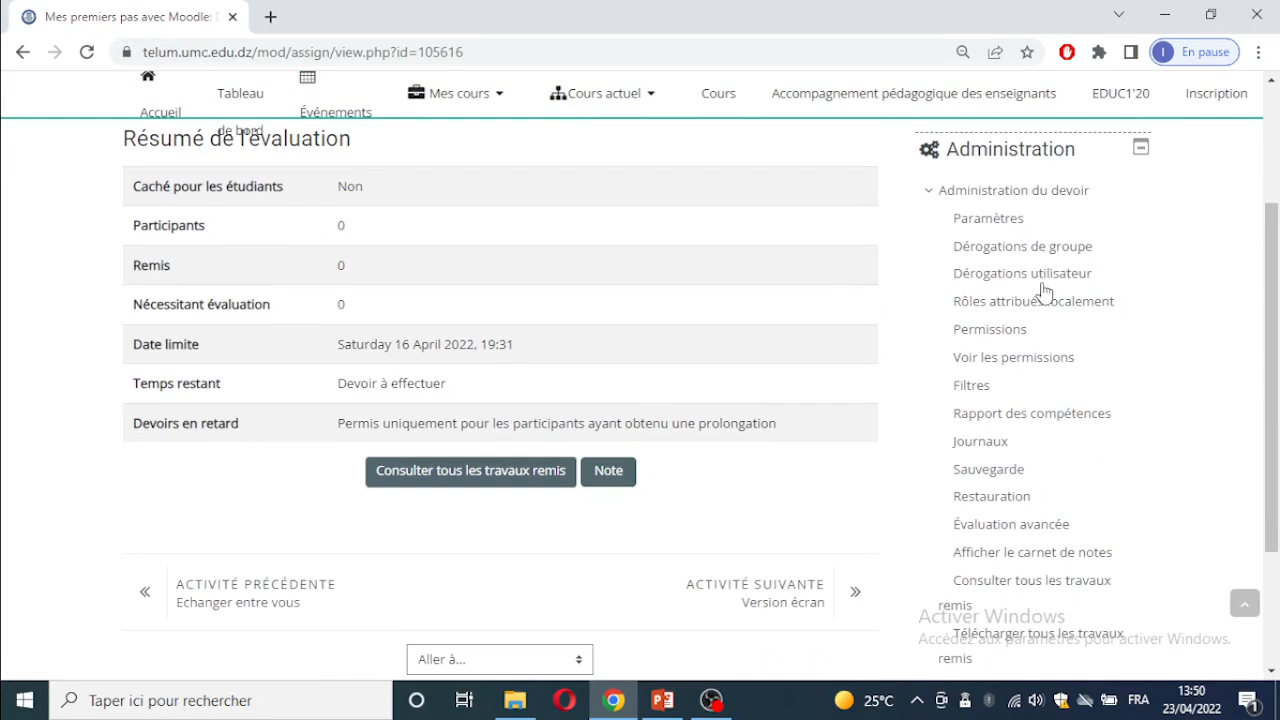 Mes premiers pas avec Moodle:
telum.umc.edu.dz/mod/assign/view.php?id=105616
En pause
Accueil
Tableau
de bord
Événements
Mes cours
Cours actuel
Cours
Accompagnement pédagogique des enseignants
EDUC1'20
Inscription
Résumé de l'évaluation
Caché pour les étudiants Non
Participants 0
Remis 0
Nécessitant évaluation 0
Date limite Saturday 16 April 2022, 19:31
Temps restant Devoir à effectuer
Devoirs en retard Permis uniquement pour les participants ayant obtenu une prolongation
Consulter tous les travaux remis Note
ACTIVITÉ PRÉCÉDENTE
Echanger entre vous
ACTIVITÉ SUIVANTE
Version écran
Aller à...
Administration
Administration du devoir
Paramètres
Dérogations de groupe
Dérogations utilisateur
Rôles attribués localement
Permissions
Voir les permissions
Filtres
Rapport des compétences
Journaux
Sauvegarde
Restauration
Évaluation avancée
Afficher le carnet de notes
Consulter tous les travaux
remis
Télécharger tous les travaux
remis
Activer Windows
Accédez aux paramètres pour activer Windows.
Taper ici pour rechercher
25°C
FRA
13:50
23/04/2022
1